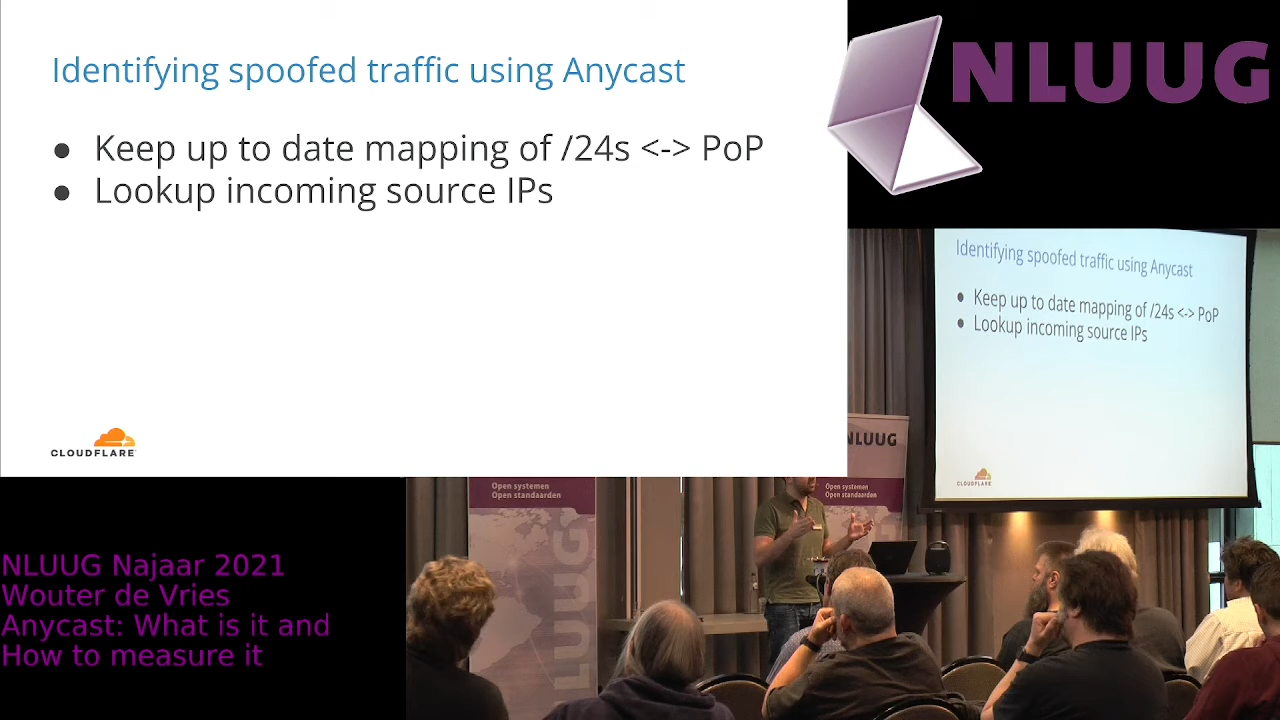 Identifying spoofed traffic using Anycast
● Keep up to date mapping of /24s <-> PoP
● Lookup incoming source IPs
CLOUDFLARE
NLUUG
Identifying spoofed traffic using Anycast
● Keep up to date mapping of /24s <-> PoP
● Lookup incoming source IPs
CLOUDFLARE
NLUUG
Open systemen
Open standaarden
Open systemen
Open standaarden
LUUG
NLUUG Najaar 2021
Wouter de Vries
Anycast: What is it and
How to measure it